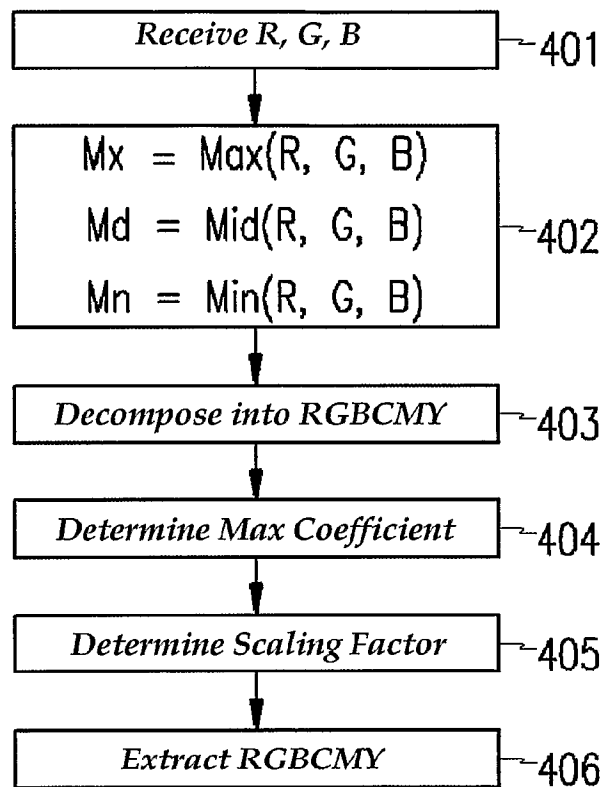 Receive R, G, B
401
Mx = Max(R, G, B)
Md = Mid(R, G, B)
402
Mn = Min(R, G, B)
Decompose into RGBCMY
403
Determine Max Coefficient
404
Determine Scaling Factor
405
Extract RGBCMY
406